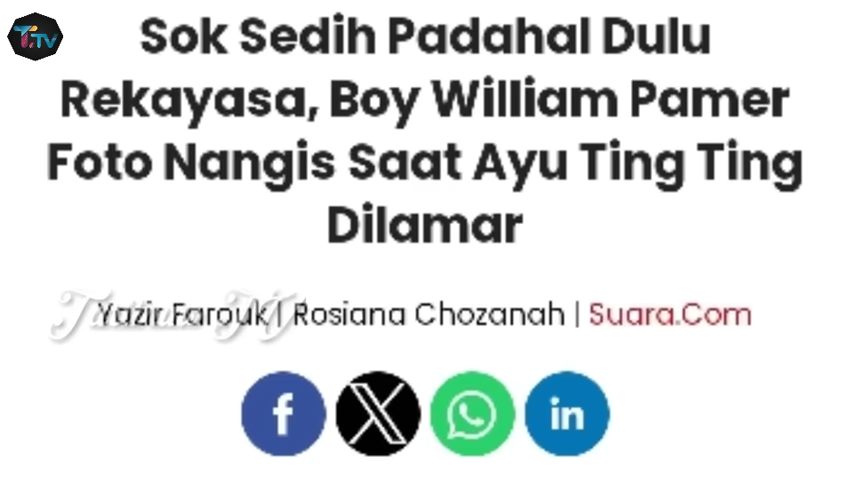 T.TV
Sok Sedih Padahal Dulu
Rekayasa, Boy William Pamer
Foto Nangis Saat Ayu Ting Ting
Dilamar
Yazir Farouk | Rosiana Chozanah | Suara.Com